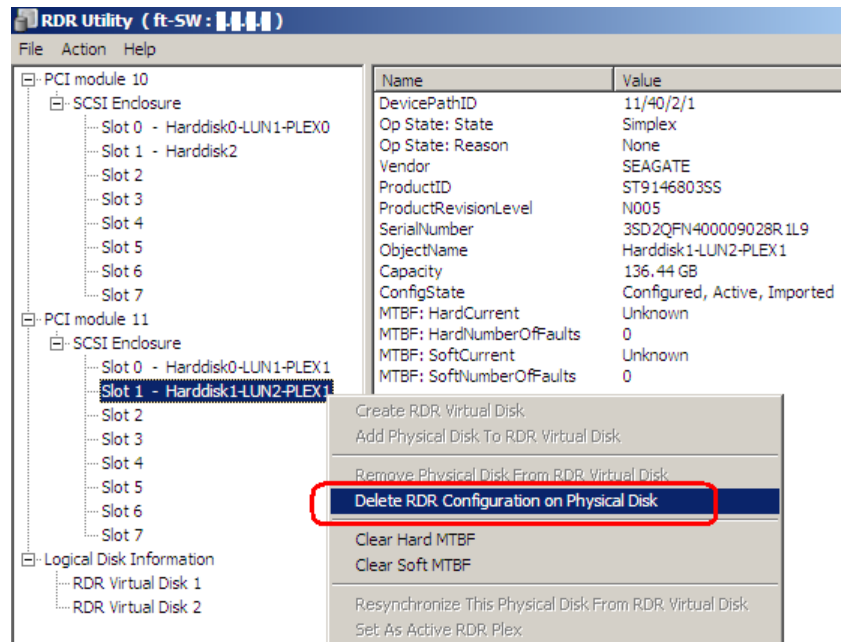 RDR Utility ( ft-SW : . . . )
File Action Help
PCI module 10
SCSI Enclosure
Slot 0 - Harddisk0-LUN1-PLEX0
Slot 1 - Harddisk2
Slot 2
Slot 3
Slot 4
Slot 5
Slot 6
Slot 7
PCI module 11
SCSI Enclosure
Slot 0 - Harddisk0-LUN1-PLEX1
Slot 1 - Harddisk1-LUN2-PLEX1
Slot 2
Slot 3
Slot 4
Slot 5
Slot 6
Slot 7
Logical Disk Information
RDR Virtual Disk 1
RDR Virtual Disk 2
Name Value
DevicePathID 11/40/2/1
Op State: State Simplex
Op State: Reason None
Vendor SEAGATE
ProductID ST9146803SS
ProductRevisionLevel N005
SerialNumber 3SD2QFN400009028R1L9
ObjectName Harddisk1-LUN2-PLEX1
Capacity 136.44 GB
ConfigState Configured, Active, Imported
MTBF: HardCurrent Unknown
MTBF: HardNumberOfFaults 0
MTBF: SoftCurrent Unknown
MTBF: SoftNumberOfFaults 0
Create RDR Virtual Disk
Add Physical Disk To RDR Virtual Disk
Remove Physical Disk From RDR Virtual Disk
Delete RDR Configuration on Physical Disk
Clear Hard MTBF
Clear Soft MTBF
Resynchronize This Physical Disk From RDR Virtual Disk
Set As Active RDR Plex